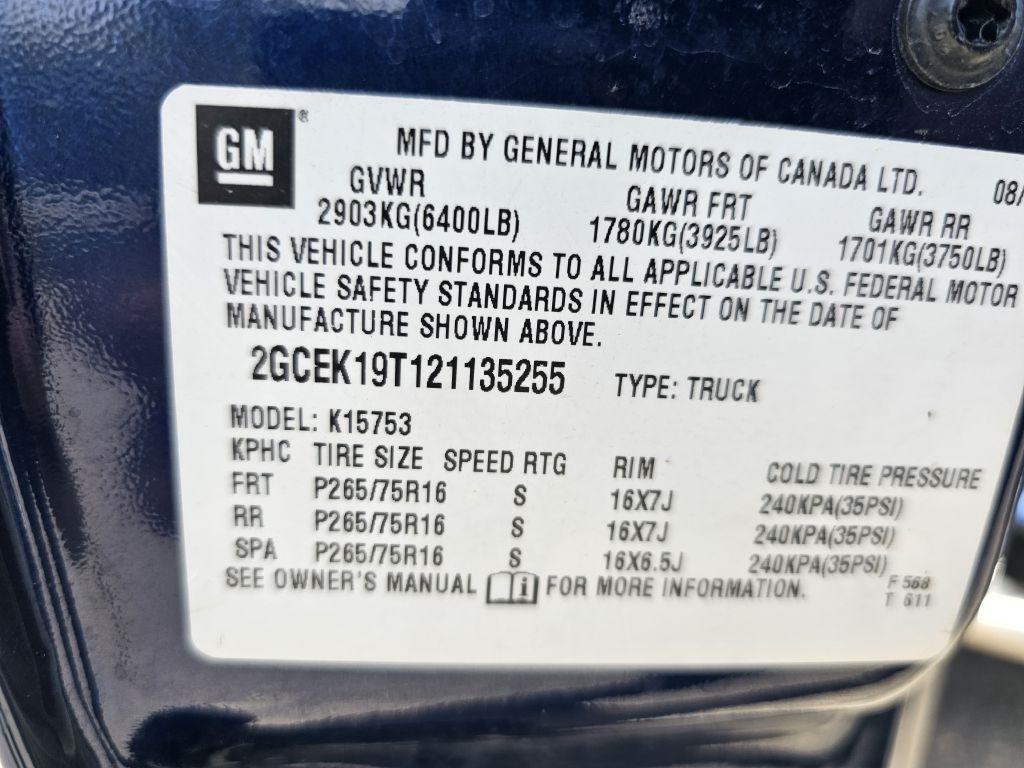 GM ®
MFD BY GENERAL MOTORS OF CANADA LTD. 08/
GVWR GAWR FRT GAWR RR
2903KG(6400LB) 1780KG(3925LB) 1701KG(3750LB)
THIS VEHICLE CONFORMS TO ALL APPLICABLE U.S. FEDERAL MOTOR
VEHICLE SAFETY STANDARDS IN EFFECT ON THE DATE OF
MANUFACTURE SHOWN ABOVE.
2GCEK19T121135255 TYPE: TRUCK
MODEL: K15753
KPHC TIRE SIZE SPEED RTG RIM COLD TIRE PRESSURE
FRT P265/75R16 S 16X7J 240KPA(35PSI)
RR P265/75R16 S 16X7J 240KPA(35PSI)
SPA P265/75R16 S 16X6.5J 240KPA(35PSI)
SEE OWNER'S MANUAL i FOR MORE INFORMATION. F 568
T 611